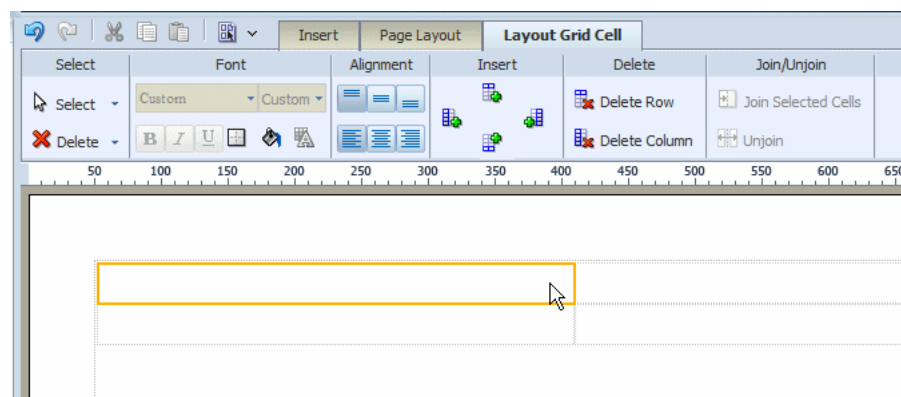 Insert Page Layout Layout Grid Cell
Select Font Alignment Insert Delete Join/Unjoin
Select Custom Custom Delete Row Join Selected Cells
Delete B I U Delete Column Unjoin
50 100 150 200 250 300 350 400 450 500 550 600 650